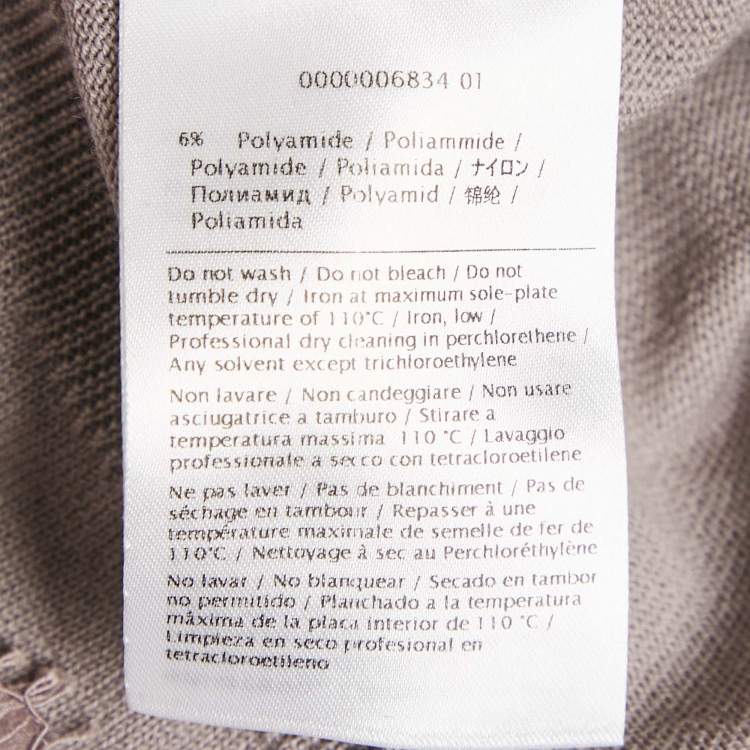 0000006834 01
6% Polyamide / Poliammide /
Polyamide / Poliamida / ナイロン /
Полиамид / Polyamid / 锦纶 /
Poliamida
Do not wash / Do not bleach / Do not
tumble dry / Iron at maximum sole-plate
temperature of 110°C / Iron, low /
Professional dry cleaning in perchlorethene /
Any solvent except trichloroethylene
Non lavare / Non candeggiare / Non usare
asciugatrice a tamburo / Stirare a
temperatura massima 110 °C / Lavaggio
professionale a secco con tetracloroetilene
Ne pas laver / Pas de blanchiment / Pas de
séchage en tambour / Repasser à une
température maximale de semelle de fer de
110°C / Nettoyage à sec au Perchloréthylène
No lavar / No blanquear / Secado en tambor
no permitido / Planchado a la temperatura
máxima de la placa interior de 110 °C /
Limpieza en seco profesional en
tetracloroetileno